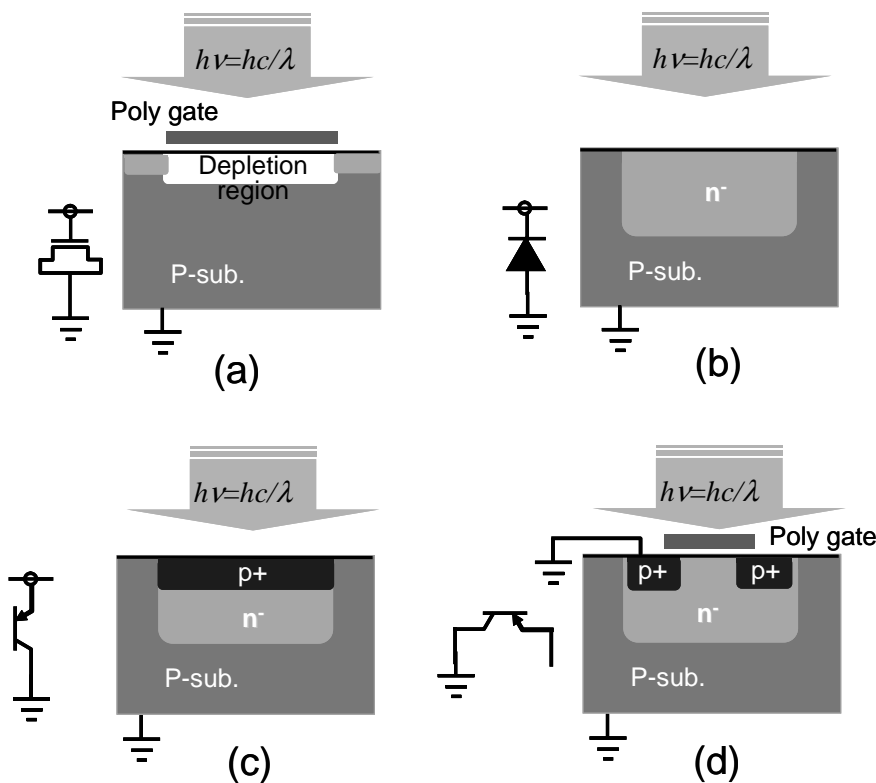 hν=hc/λ
Poly gate
Depletion
region
P-sub.
(a)
hν=hc/λ
n⁻
P-sub.
(b)
hν=hc/λ
p+
n⁻
P-sub.
(c)
hν=hc/λ
Poly gate
p+ p+
n⁻
P-sub.
(d)